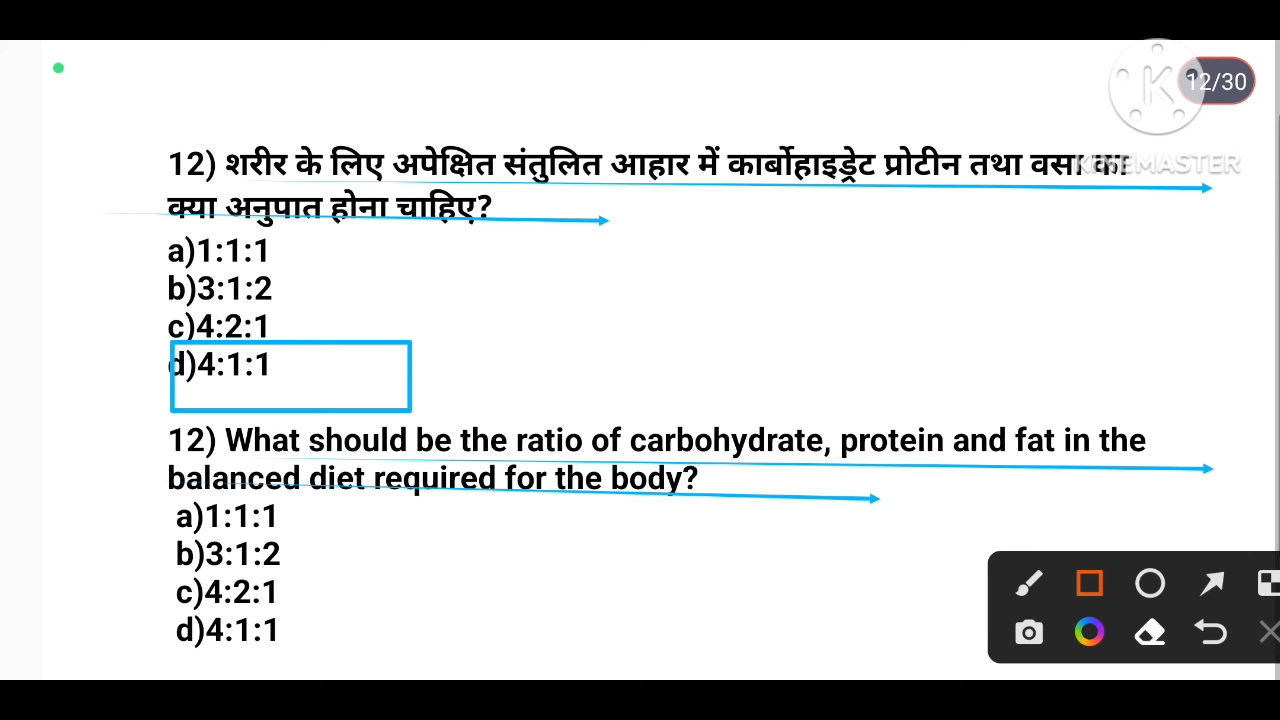 12/30
KINEMASTER
12) शरीर के लिए अपेक्षित संतुलित आहार में कार्बोहाइड्रेट प्रोटीन तथा वसा का
क्या अनुपात होना चाहिए?
a)1:1:1
b)3:1:2
c)4:2:1
d)4:1:1
12) What should be the ratio of carbohydrate, protein and fat in the
balanced diet required for the body?
a)1:1:1
b)3:1:2
c)4:2:1
d)4:1:1